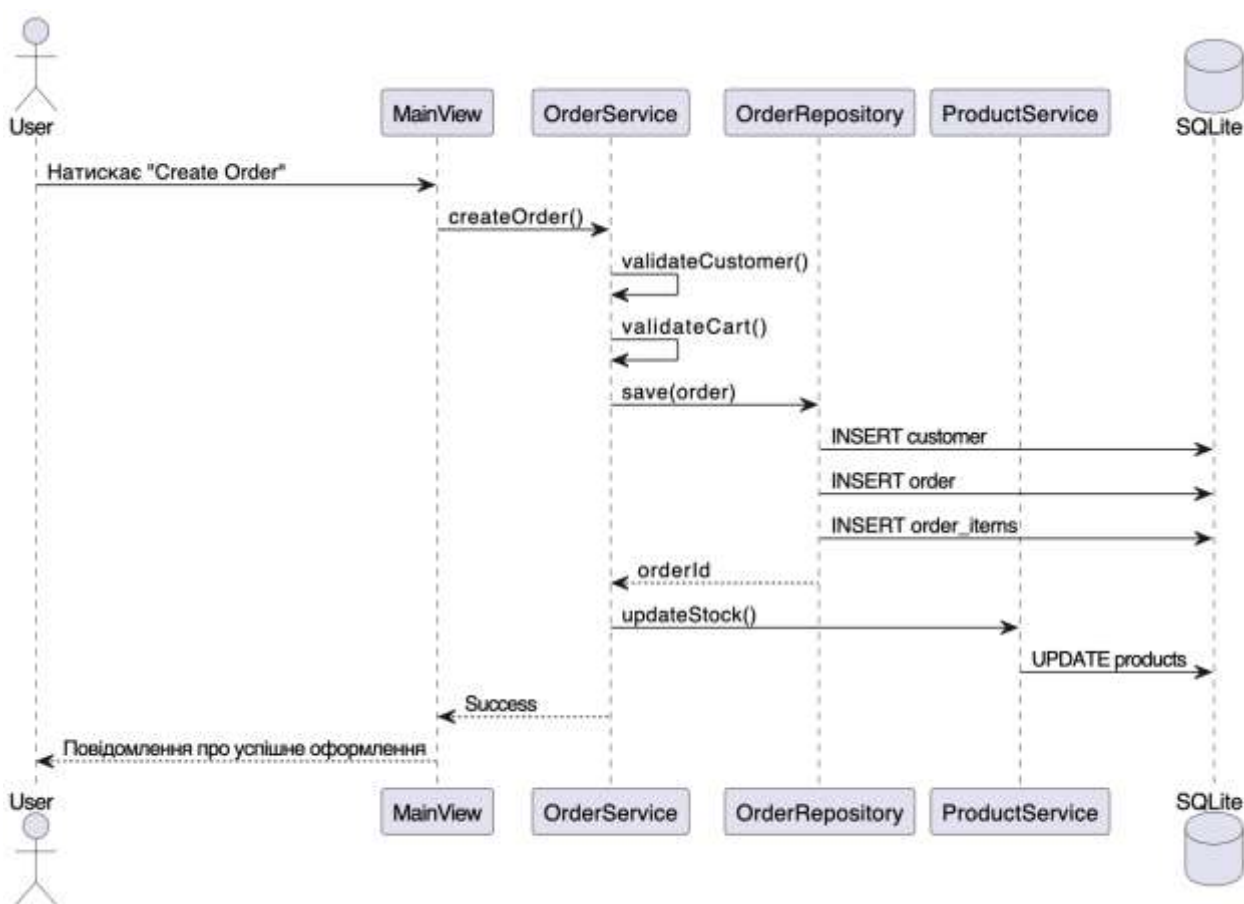 User
MainView
OrderService
OrderRepository
ProductService
SQLite
Натискає "Create Order"
createOrder()
validateCustomer()
validateCart()
save(order)
INSERT customer
INSERT order
INSERT order_items
orderId
updateStock()
UPDATE products
Success
Повідомлення про успішне оформлення
User
MainView
OrderService
OrderRepository
ProductService
SQLite